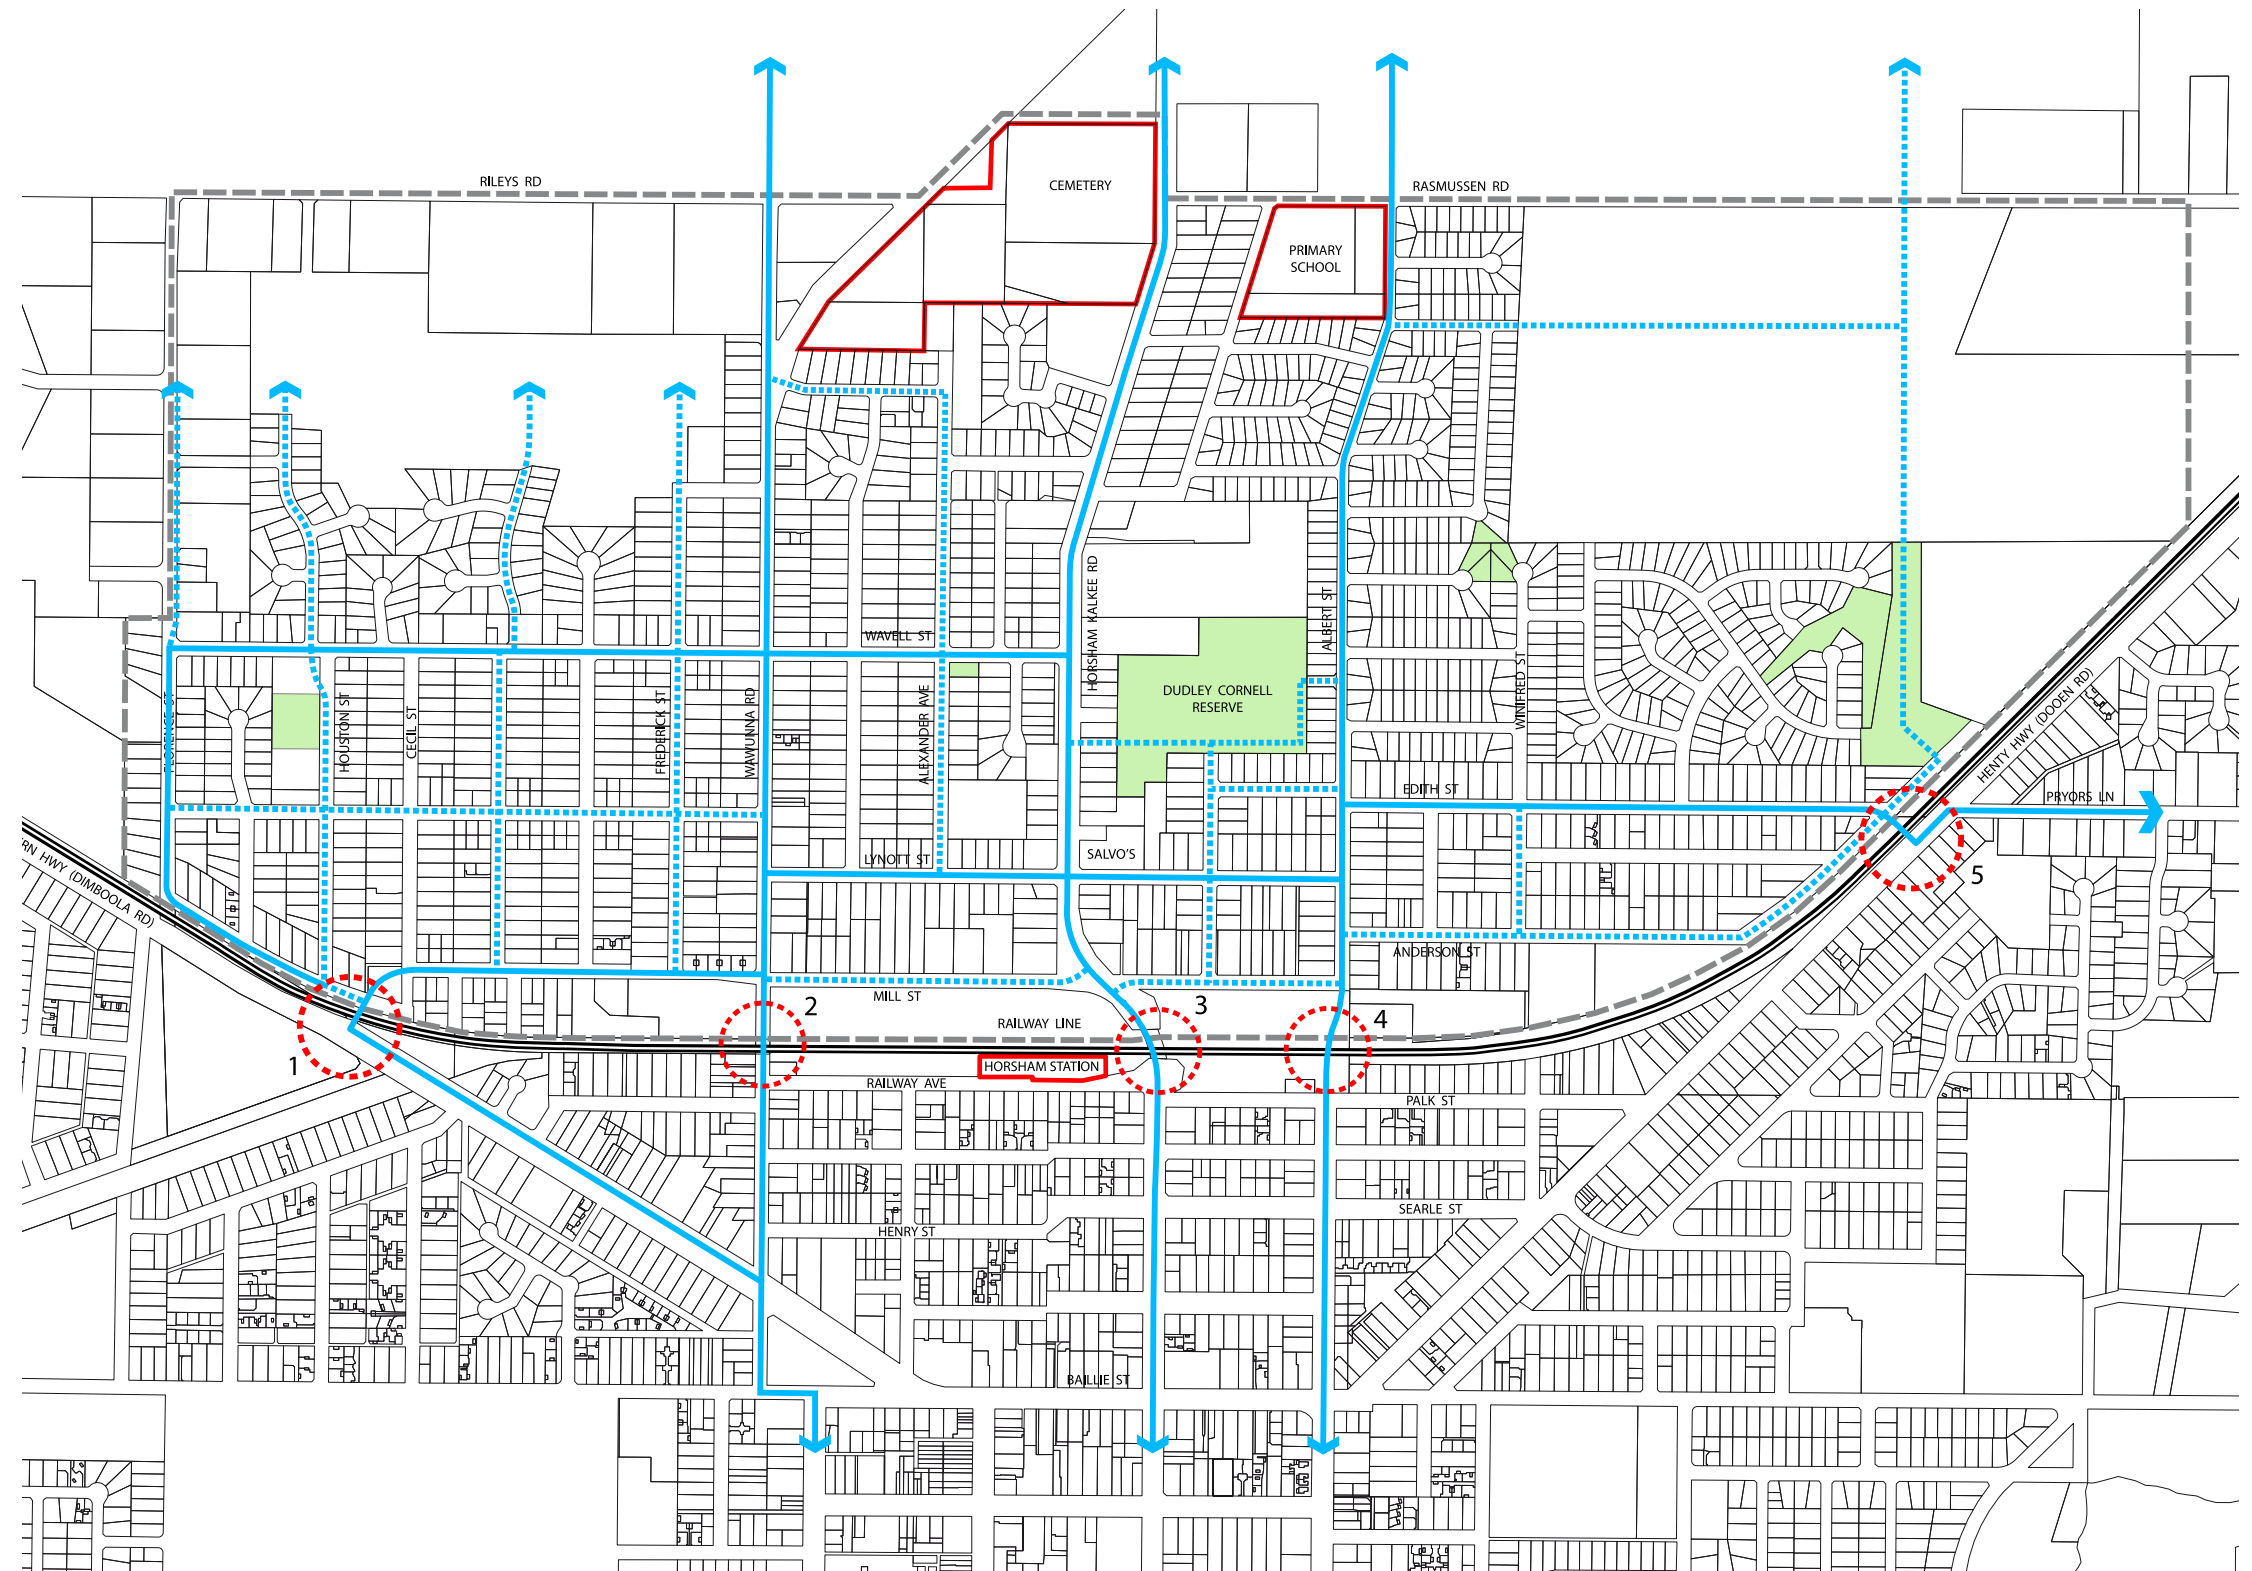 RILEYS RD
CEMETERY
RASMUSSEN RD
PRIMARY
SCHOOL
WAVELL ST
HORSHAM KALKEE RD
ALBERT ST
FLORENCE ST
HOUSTON ST
CECIL ST
FREDERICK ST
WAWUNNA RD
ALEXANDER AVE
DUDLEY CORNELL
RESERVE
WINIFRED ST
HENTY HWY (DOOEN RD)
EDITH ST
PRYORS LN
LYNOTT ST
SALVO'S
RN HWY (DIMBOOLA RD)
5
ANDERSON ST
MILL ST
2
3
4
RAILWAY LINE
1
HORSHAM STATION
RAILWAY AVE
PALK ST
HENRY ST
SEARLE ST
BAILLIE ST